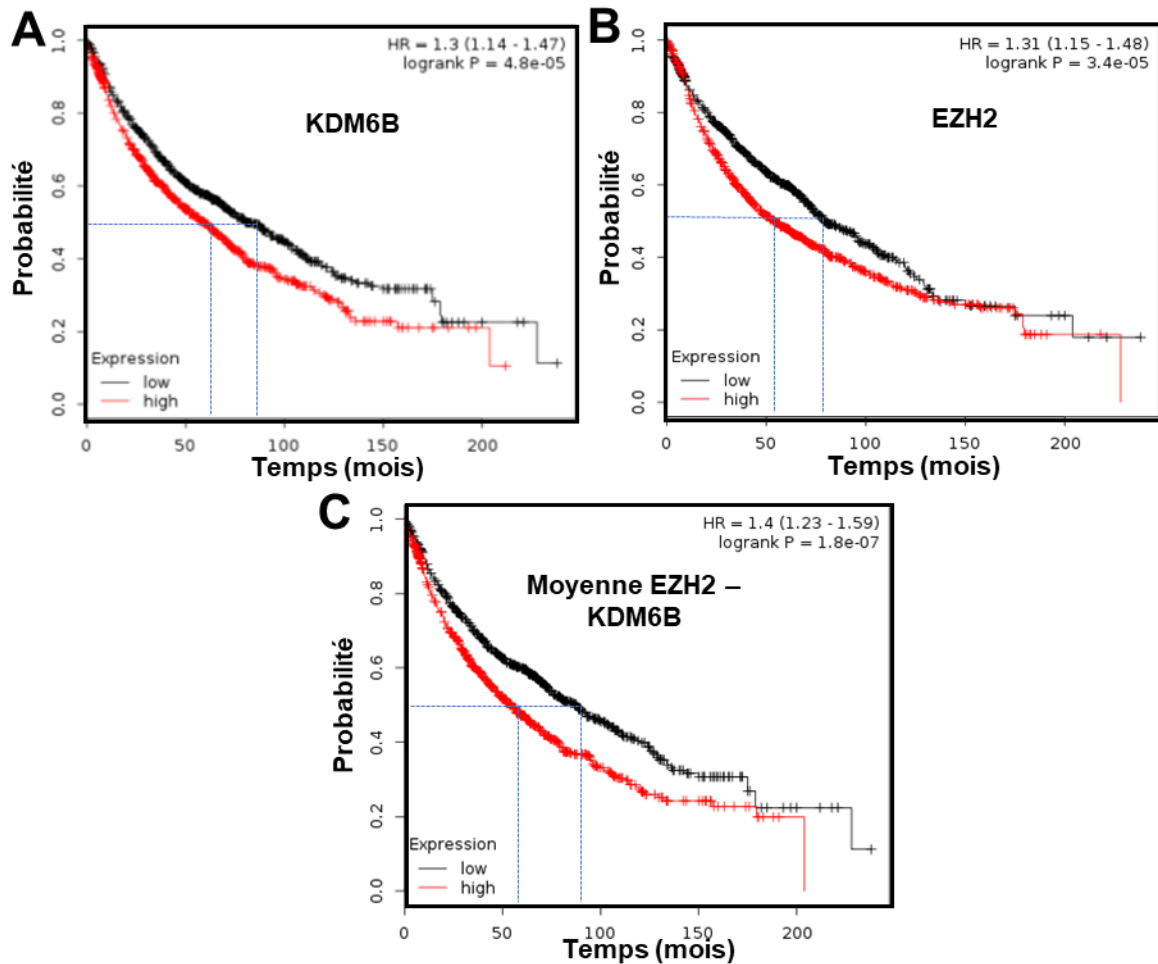 A
HR = 1.3 (1.14 - 1.47)
logrank P = 4.8e-05
KDM6B
Probabilité
1.0
0.8
0.6
0.4
0.2
0.0
Expression
low
high
0 50 100 150 200
Temps (mois)
B
HR = 1.31 (1.15 - 1.48)
logrank P = 3.4e-05
EZH2
Probabilité
1.0
0.8
0.6
0.4
0.2
0.0
Expression
low
high
0 50 100 150 200
Temps (mois)
C
HR = 1.4 (1.23 - 1.59)
logrank P = 1.8e-07
Moyenne EZH2 –
KDM6B
Probabilité
1.0
0.8
0.6
0.4
0.2
0.0
Expression
low
high
0 50 100 150 200
Temps (mois)